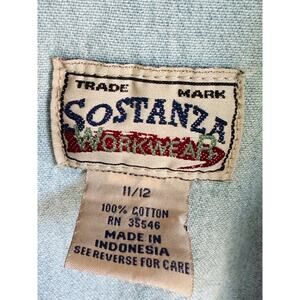 TRADE MARK
SOSTANZA
WORKWEAR
11/12
100% COTTON
RN 35546
MADE IN
INDONESIA
SEE REVERSE FOR CARE